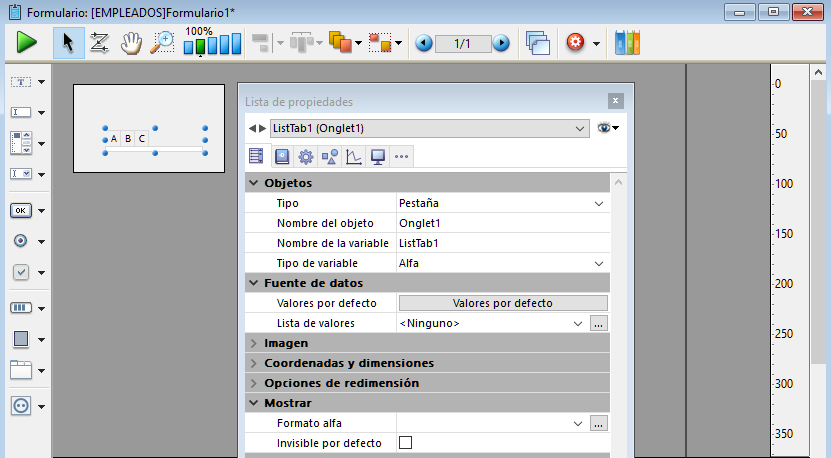 Formulario: [EMPLEADOS]Formulario1*
100%
1/1
T
OK
A B C
Lista de propiedades
x
ListTab1 (Onglet1)
Objetos
Tipo Pestaña
Nombre del objeto Onglet1
Nombre de la variable ListTab1
Tipo de variable Alfa
Fuente de datos
Valores por defecto Valores por defecto
Lista de valores <Ninguno> ...
Imagen
Coordenadas y dimensiones
Opciones de redimensión
Mostrar
Formato alfa ...
Invisible por defecto
0
50
100
150
200
250
300
350